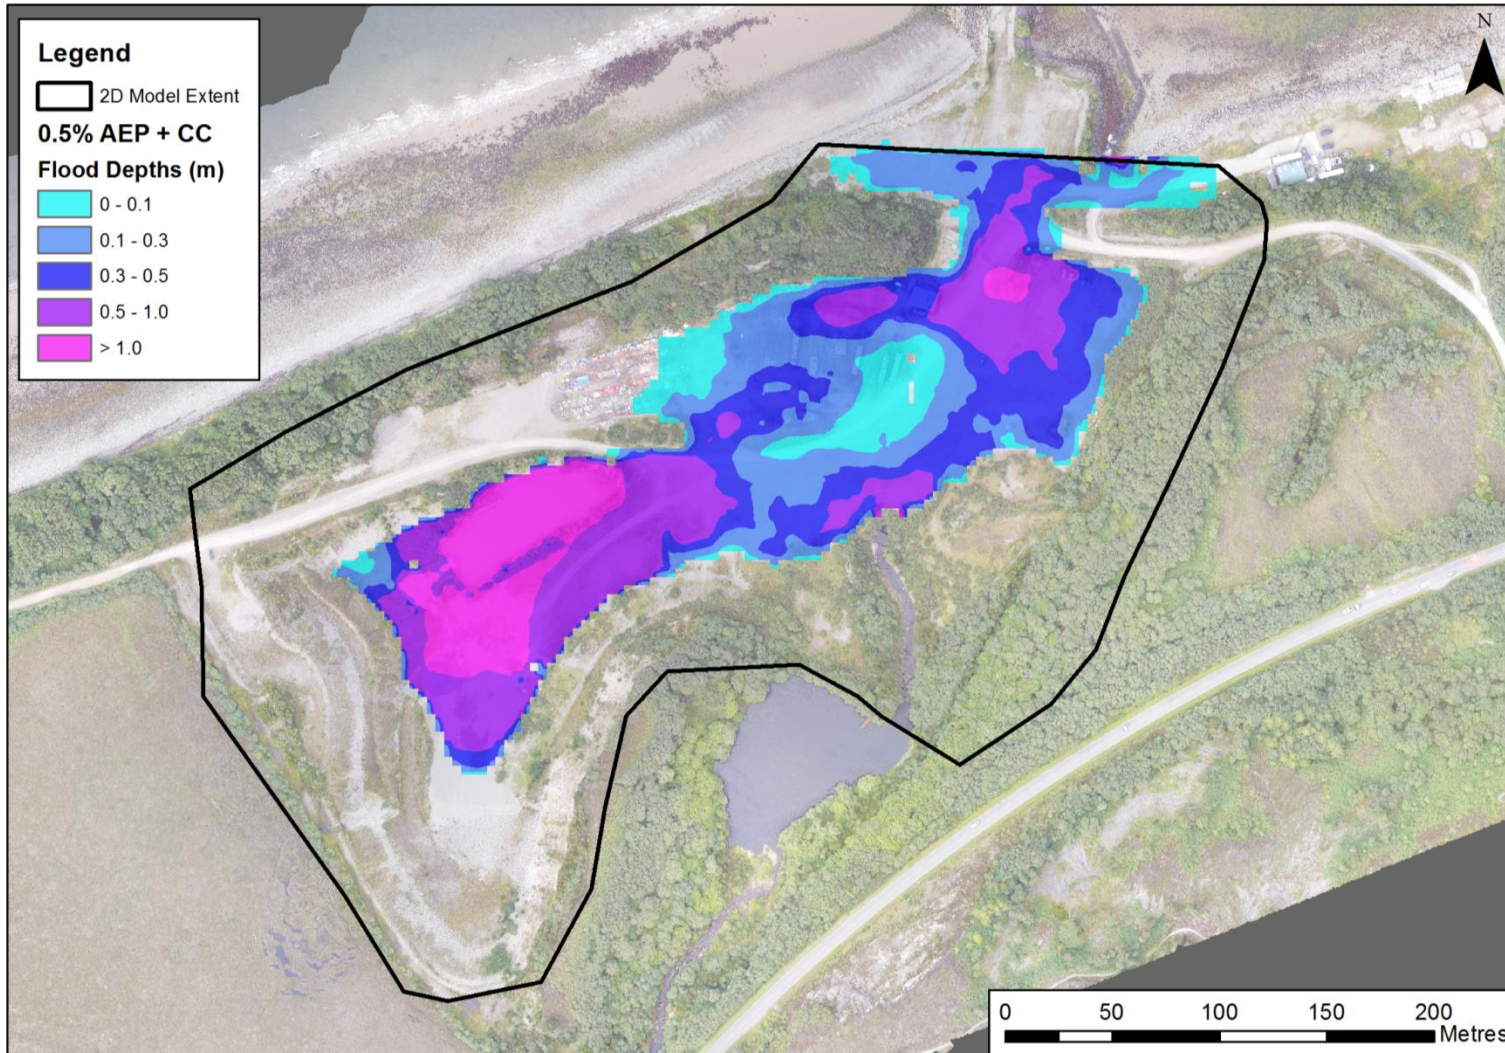 Legend
2D Model Extent
0.5% AEP + CC
Flood Depths (m)
0 - 0.1
0.1 - 0.3
0.3 - 0.5
0.5 - 1.0
> 1.0
N
0 50 100 150 200
Metres